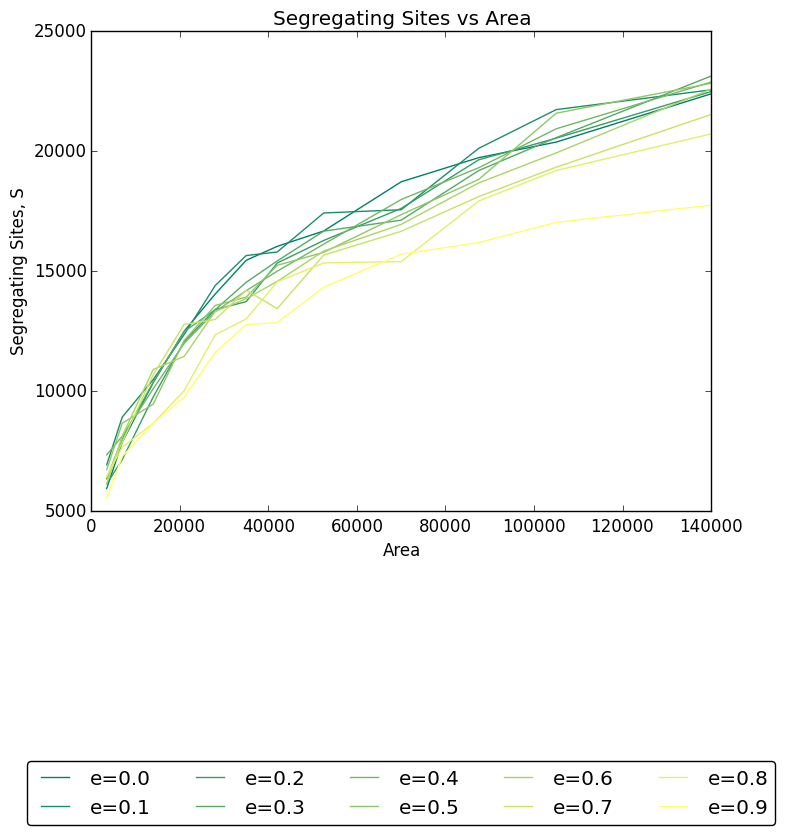 Segregating Sites vs Area
25000
20000
15000
10000
5000
Segregating Sites, S
0 20000 40000 60000 80000 100000 120000 140000
Area
e=0.0 e=0.2 e=0.4 e=0.6 e=0.8
e=0.1 e=0.3 e=0.5 e=0.7 e=0.9